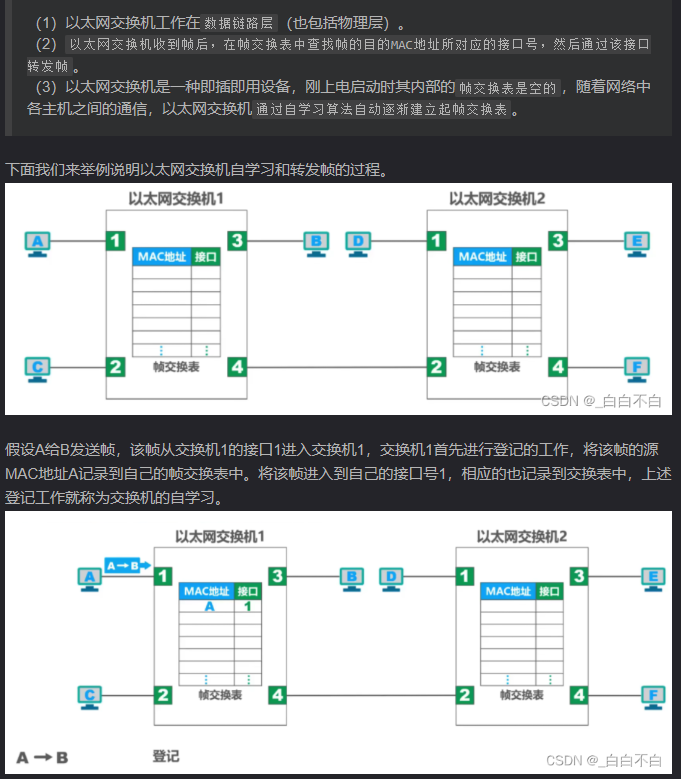 （1）以太网交换机工作在数据链路层（也包括物理层）。
（2）以太网交换机收到帧后，在帧交换表中查找帧的目的MAC地址所对应的接口号，然后通过该接口
转发帧。
（3）以太网交换机是一种即插即用设备，刚上电启动时其内部的帧交换表是空的，随着网络中
各主机之间的通信，以太网交换机通过自学习算法自动逐渐建立起帧交换表。
下面我们来举例说明以太网交换机自学习和转发帧的过程。
以太网交换机1 以太网交换机2
A 1 3 B D 1 3 E
MAC地址 接口 MAC地址 接口
C 2 帧交换表 4 2 帧交换表 4 F
CSDN @_白白不白
假设A给B发送帧，该帧从交换机1的接口1进入交换机1，交换机1首先进行登记的工作，将该帧的源
MAC地址A记录到自己的帧交换表中。将该帧进入到自己的接口号1，相应的也记录到交换表中，上述
登记工作就称为交换机的自学习。
以太网交换机1 以太网交换机2
A→B
A 1 3 B D 1 3 E
MAC地址 接口 MAC地址 接口
A 1
C 2 帧交换表 4 2 帧交换表 4 F
A→B 登记
CSDN @_白白不白